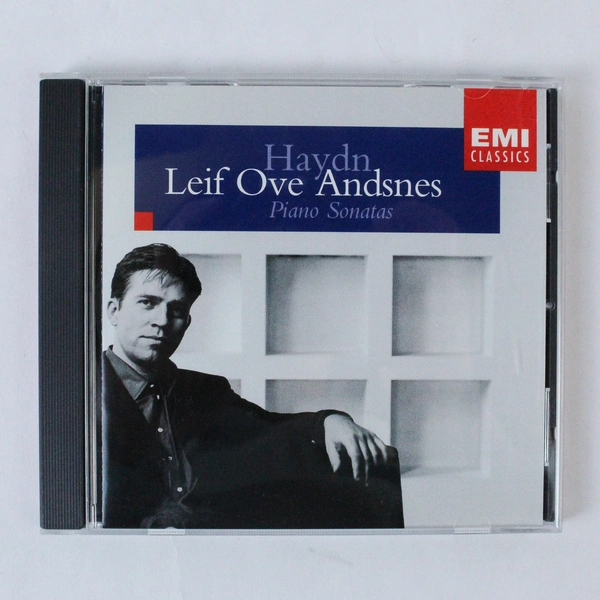 Haydn
Leif Ove Andsnes
Piano Sonatas
EMI
CLASSICS